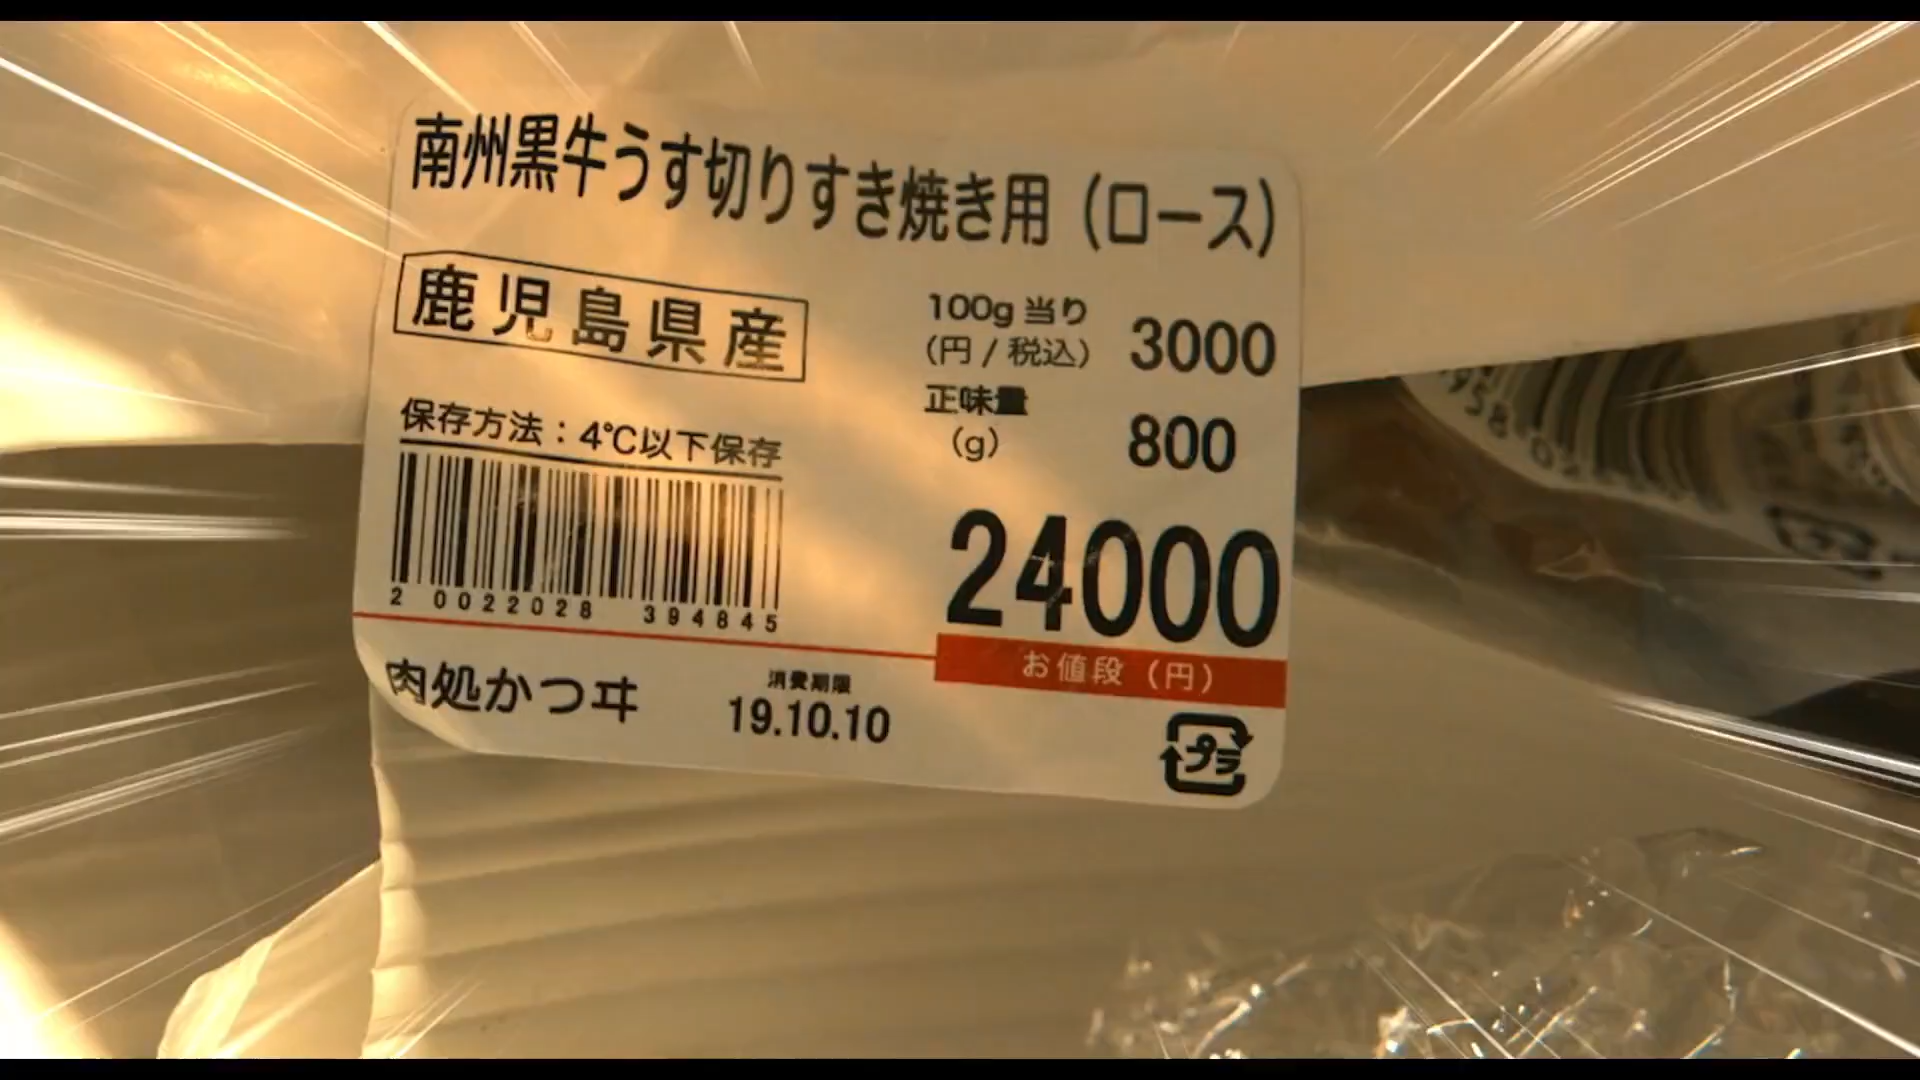 南州黒牛うす切りすき焼き用（ロース）
鹿児島県産
100g当り
(円/税込)
3000
正味量
(g)
800
保存方法：4℃以下保存
2 0022028 394845
24000
お値段（円）
肉処かつヰ
消費期限
19.10.10
プラ